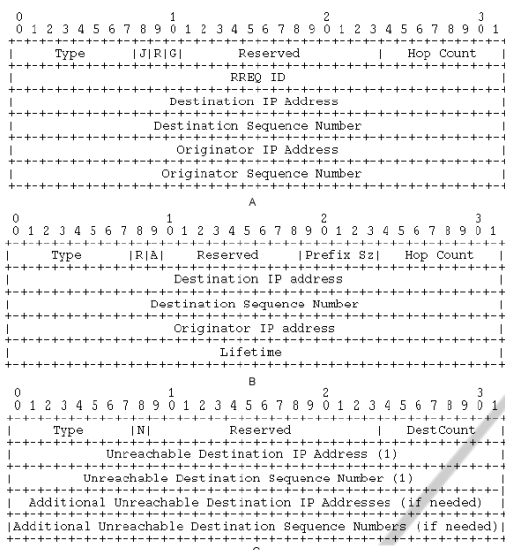 0 1 2 3
0 1 2 3 4 5 6 7 8 9 0 1 2 3 4 5 6 7 8 9 0 1 2 3 4 5 6 7 8 9 0 1
+-+-+-+-+-+-+-+-+-+-+-+-+-+-+-+-+-+-+-+-+-+-+-+-+-+-+-+-+-+-+-+-+
| Type |J|R|G| Reserved | Hop Count |
+-+-+-+-+-+-+-+-+-+-+-+-+-+-+-+-+-+-+-+-+-+-+-+-+-+-+-+-+-+-+-+-+
| RREQ ID |
+-+-+-+-+-+-+-+-+-+-+-+-+-+-+-+-+-+-+-+-+-+-+-+-+-+-+-+-+-+-+-+-+
| Destination IP Address |
+-+-+-+-+-+-+-+-+-+-+-+-+-+-+-+-+-+-+-+-+-+-+-+-+-+-+-+-+-+-+-+-+
| Destination Sequence Number |
+-+-+-+-+-+-+-+-+-+-+-+-+-+-+-+-+-+-+-+-+-+-+-+-+-+-+-+-+-+-+-+-+
| Originator IP Address |
+-+-+-+-+-+-+-+-+-+-+-+-+-+-+-+-+-+-+-+-+-+-+-+-+-+-+-+-+-+-+-+-+
| Originator Sequence Number |
+-+-+-+-+-+-+-+-+-+-+-+-+-+-+-+-+-+-+-+-+-+-+-+-+-+-+-+-+-+-+-+-+
A
0 1 2 3
0 1 2 3 4 5 6 7 8 9 0 1 2 3 4 5 6 7 8 9 0 1 2 3 4 5 6 7 8 9 0 1
+-+-+-+-+-+-+-+-+-+-+-+-+-+-+-+-+-+-+-+-+-+-+-+-+-+-+-+-+-+-+-+-+
| Type |R|A| Reserved |Prefix Sz| Hop Count |
+-+-+-+-+-+-+-+-+-+-+-+-+-+-+-+-+-+-+-+-+-+-+-+-+-+-+-+-+-+-+-+-+
| Destination IP address |
+-+-+-+-+-+-+-+-+-+-+-+-+-+-+-+-+-+-+-+-+-+-+-+-+-+-+-+-+-+-+-+-+
| Destination Sequence Number |
+-+-+-+-+-+-+-+-+-+-+-+-+-+-+-+-+-+-+-+-+-+-+-+-+-+-+-+-+-+-+-+-+
| Originator IP address |
+-+-+-+-+-+-+-+-+-+-+-+-+-+-+-+-+-+-+-+-+-+-+-+-+-+-+-+-+-+-+-+-+
| Lifetime |
+-+-+-+-+-+-+-+-+-+-+-+-+-+-+-+-+-+-+-+-+-+-+-+-+-+-+-+-+-+-+-+-+
B
0 1 2 3
0 1 2 3 4 5 6 7 8 9 0 1 2 3 4 5 6 7 8 9 0 1 2 3 4 5 6 7 8 9 0 1
+-+-+-+-+-+-+-+-+-+-+-+-+-+-+-+-+-+-+-+-+-+-+-+-+-+-+-+-+-+-+-+-+
| Type |N| Reserved | DestCount |
+-+-+-+-+-+-+-+-+-+-+-+-+-+-+-+-+-+-+-+-+-+-+-+-+-+-+-+-+-+-+-+-+
| Unreachable Destination IP Address (1) |
+-+-+-+-+-+-+-+-+-+-+-+-+-+-+-+-+-+-+-+-+-+-+-+-+-+-+-+-+-+-+-+-+
| Unreachable Destination Sequence Number (1) |
+-+-+-+-+-+-+-+-+-+-+-+-+-+-+-+-+-+-+-+-+-+-+-+-+-+-+-+-+-+-+-+-+
| Additional Unreachable Destination IP Addresses (if needed) |
+-+-+-+-+-+-+-+-+-+-+-+-+-+-+-+-+-+-+-+-+-+-+-+-+-+-+-+-+-+-+-+-+
|Additional Unreachable Destination Sequence Numbers (if needed)|
+-+-+-+-+-+-+-+-+-+-+-+-+-+-+-+-+-+-+-+-+-+-+-+-+-+-+-+-+-+-+-+-+
C